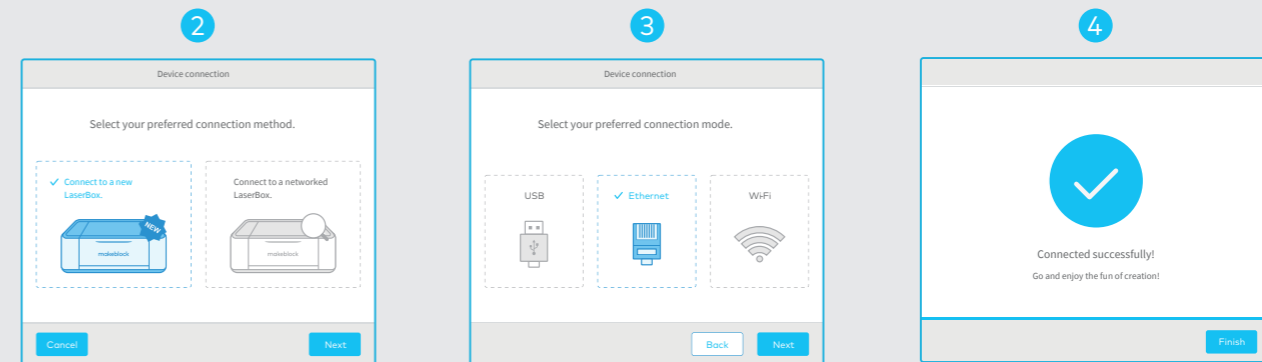 2
Device connection
Select your preferred connection method.
Connect to a new
LaserBox.
NEW
makeblock
Connect to a networked
LaserBox.
makeblock
Cancel
Next
3
Device connection
Select your preferred connection mode.
USB
Ethernet
WiFi
Back
Next
4
Connected successfully!
Go and enjoy the fun of creation!
Finish